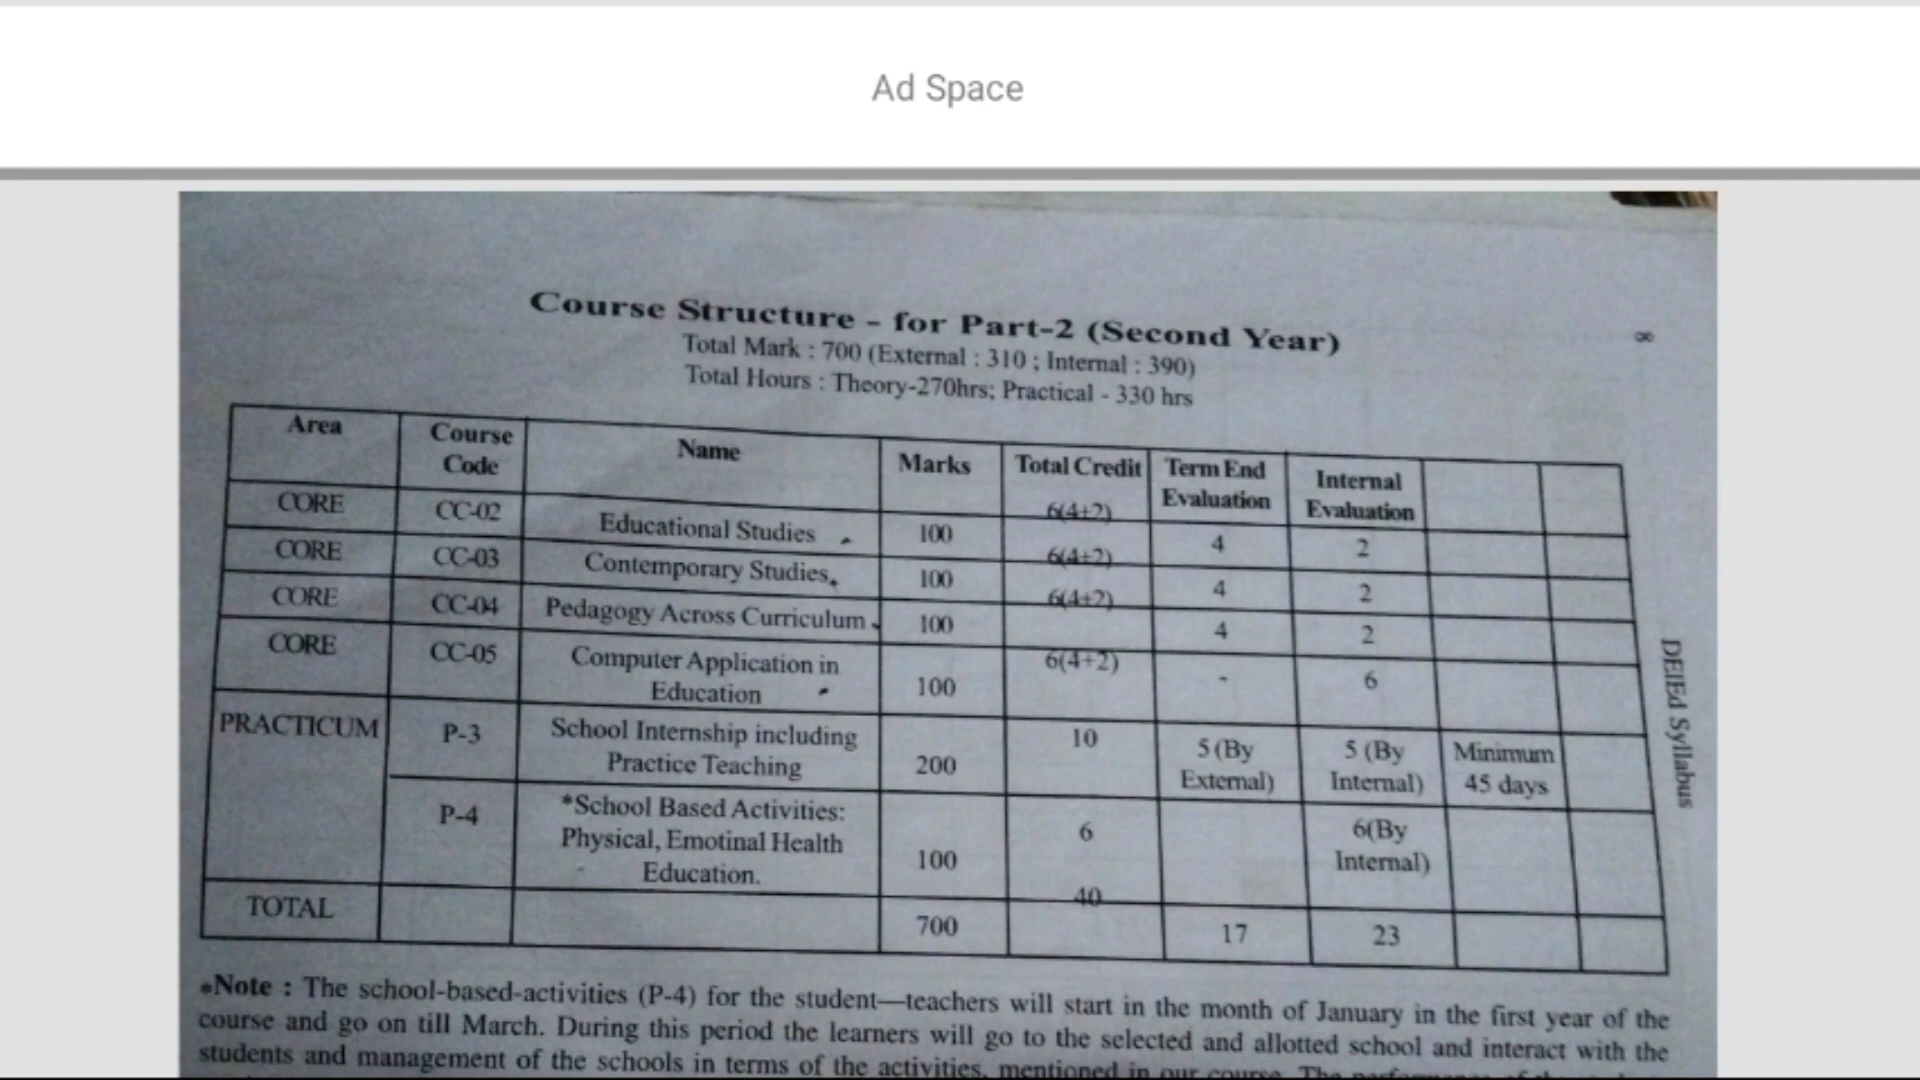 Ad Space
Course Structure - for Part-2 (Second Year)
8
Total Mark : 700 (External : 310 ; Internal : 390)
Total Hours : Theory-270hrs; Practical - 330 hrs
Area Course Code Name Marks Total Credit Term End Evaluation Internal Evaluation
CORE CC-02 Educational Studies 100 6(4+2) 4 2
CORE CC-03 Contemporary Studies 100 6(4+2) 4 2
CORE CC-04 Pedagogy Across Curriculum 100 6(4+2) 4 2
CORE CC-05 Computer Application in Education 100 6(4+2) - 6
PRACTICUM P-3 School Internship including Practice Teaching 200 10 5 (By External) 5 (By Internal) Minimum 45 days
P-4 *School Based Activities: Physical, Emotinal Health Education. 100 6 6(By Internal)
TOTAL 700 40 17 23
DElEd Syllabus
*Note : The school-based-activities (P-4) for the student—teachers will start in the month of January in the first year of the
course and go on till March. During this period the learners will go to the selected and allotted school and interact with the
students and management of the schools in terms of the activities, mentioned in our course. The